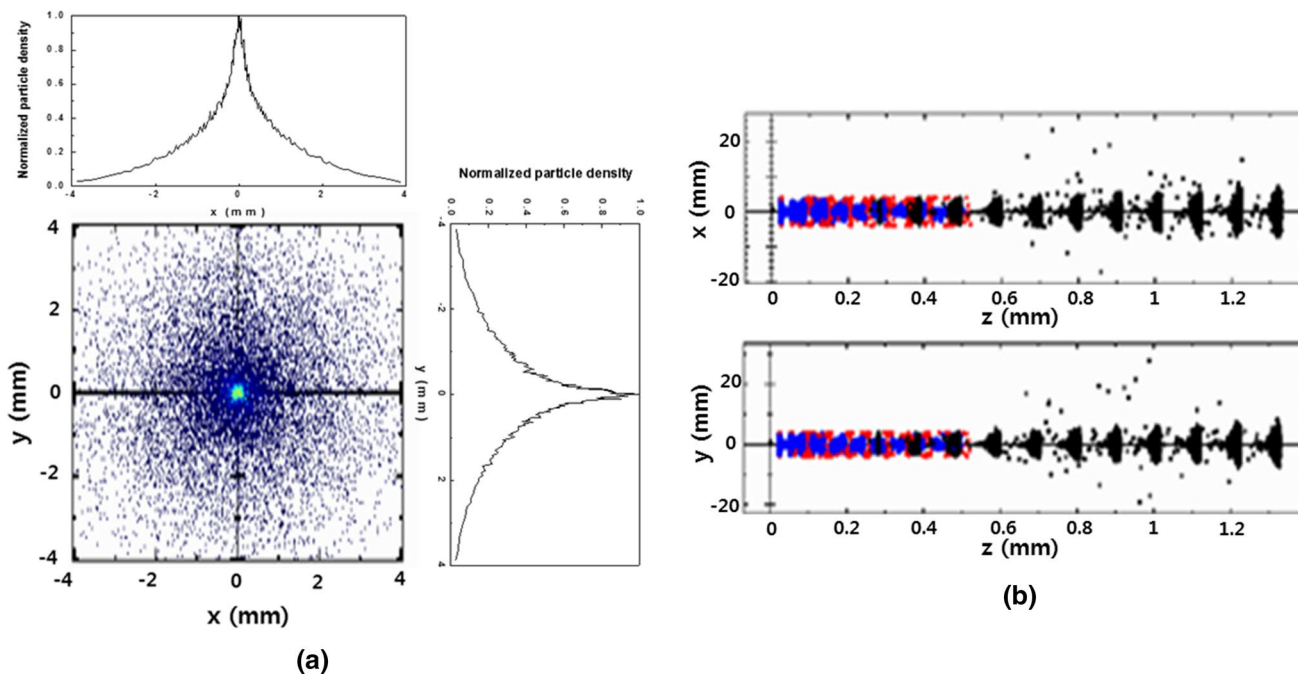 Normalized particle density
1.0
0.8
0.6
0.4
0.2
0.0
-4 -2 0 2 4
x (mm)
Normalized particle density
0.0 0.2 0.4 0.6 0.8 1.0
-4
-2
0
2
4
y (mm)
4
2
0
-2
-4
y (mm)
-4 -2 0 2 4
x (mm)
(a)
20
0
-20
x (mm)
0 0.2 0.4 0.6 0.8 1 1.2
z (mm)
20
0
-20
y (mm)
0 0.2 0.4 0.6 0.8 1 1.2
z (mm)
(b)